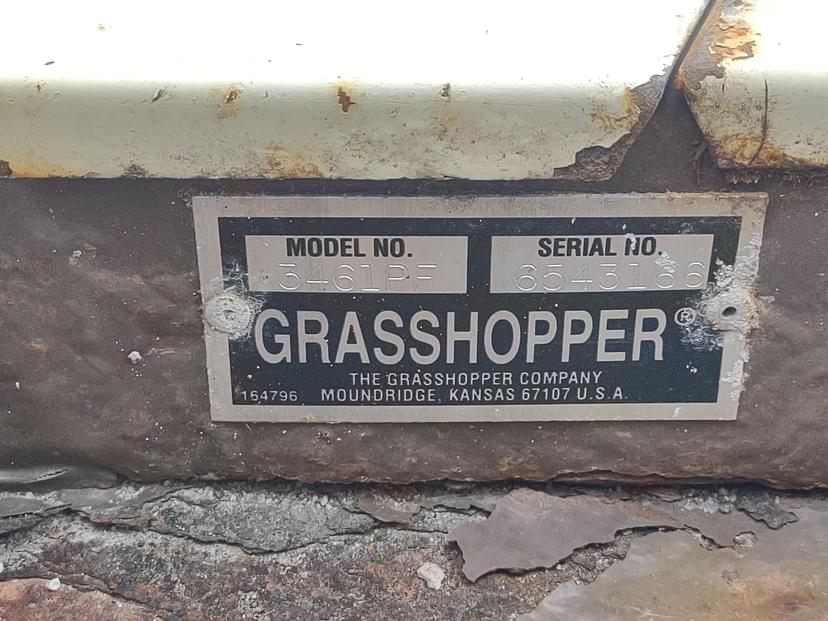 MODEL NO. SERIAL NO.
3461PF 6543166
GRASSHOPPER®
THE GRASSHOPPER COMPANY
164796 MOUNDRIDGE, KANSAS 67107 U.S.A.